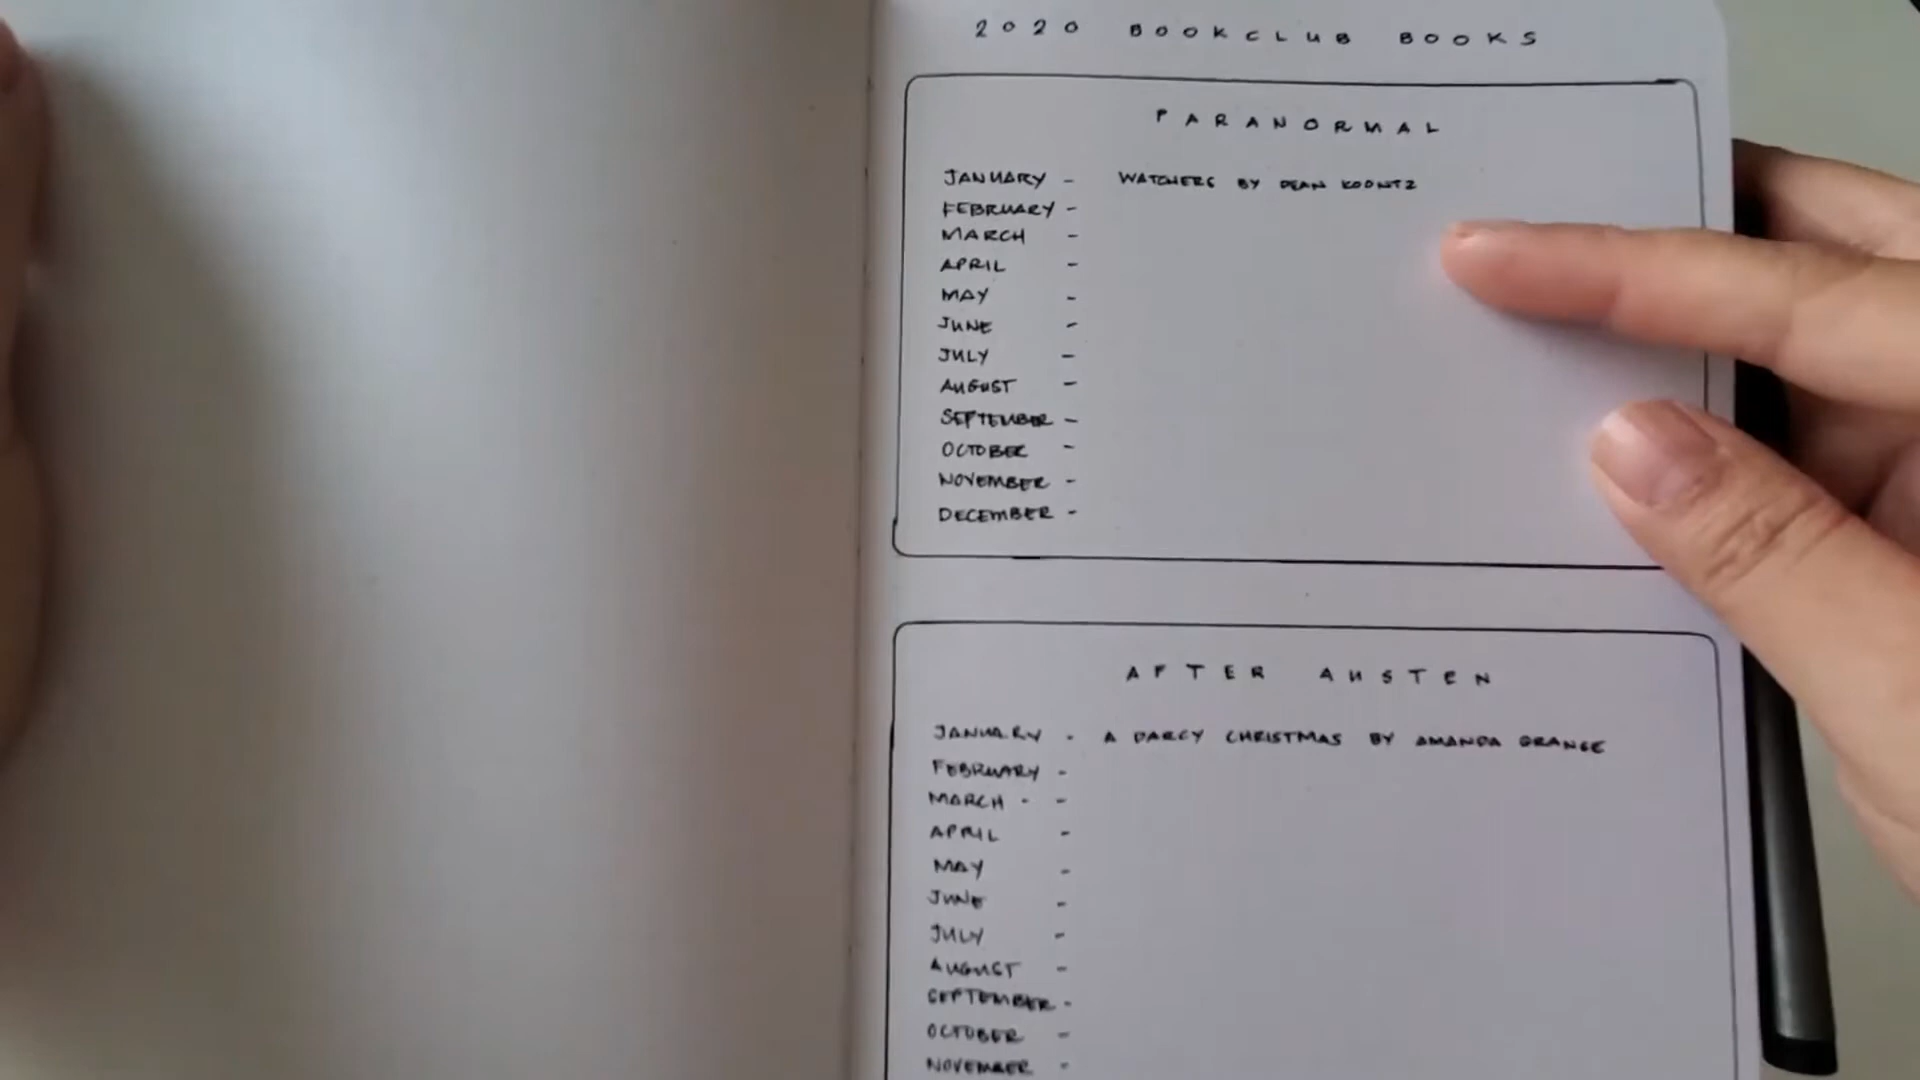 2020 BOOKCLUB BOOKS
PARANORMAL
JANUARY - WATCHERS BY DEAN KOONTZ
FEBRUARY -
MARCH -
APRIL -
MAY -
JUNE -
JULY -
AUGUST -
SEPTEMBER -
OCTOBER -
NOVEMBER -
DECEMBER -
AFTER AUSTEN
JANUARY - A DARCY CHRISTMAS BY AMANDA GRANGE
FEBRUARY -
MARCH - -
APRIL -
MAY -
JUNE -
JULY -
AUGUST -
SEPTEMBER -
OCTOBER -
NOVEMBER -